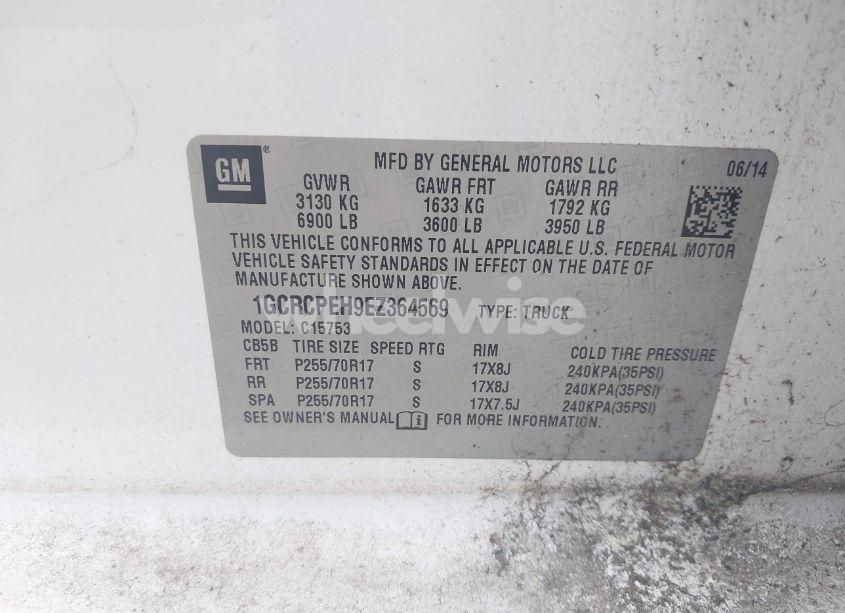 GM®
MFD BY GENERAL MOTORS LLC 06/14
GVWR GAWR FRT GAWR RR
3130 KG 1633 KG 1792 KG
6900 LB 3600 LB 3950 LB
THIS VEHICLE CONFORMS TO ALL APPLICABLE U.S. FEDERAL MOTOR
VEHICLE SAFETY STANDARDS IN EFFECT ON THE DATE OF
MANUFACTURE SHOWN ABOVE.
1GCRCPEH9EZ364569 TYPE: TRUCK
wheelwise
MODEL: C15753
CB5B TIRE SIZE SPEED RTG RIM COLD TIRE PRESSURE
FRT P255/70R17 S 17X8J 240KPA(35PSI)
RR P255/70R17 S 17X8J 240KPA(35PSI)
SPA P255/70R17 S 17X7.5J 240KPA(35PSI)
SEE OWNER'S MANUAL FOR MORE INFORMATION.